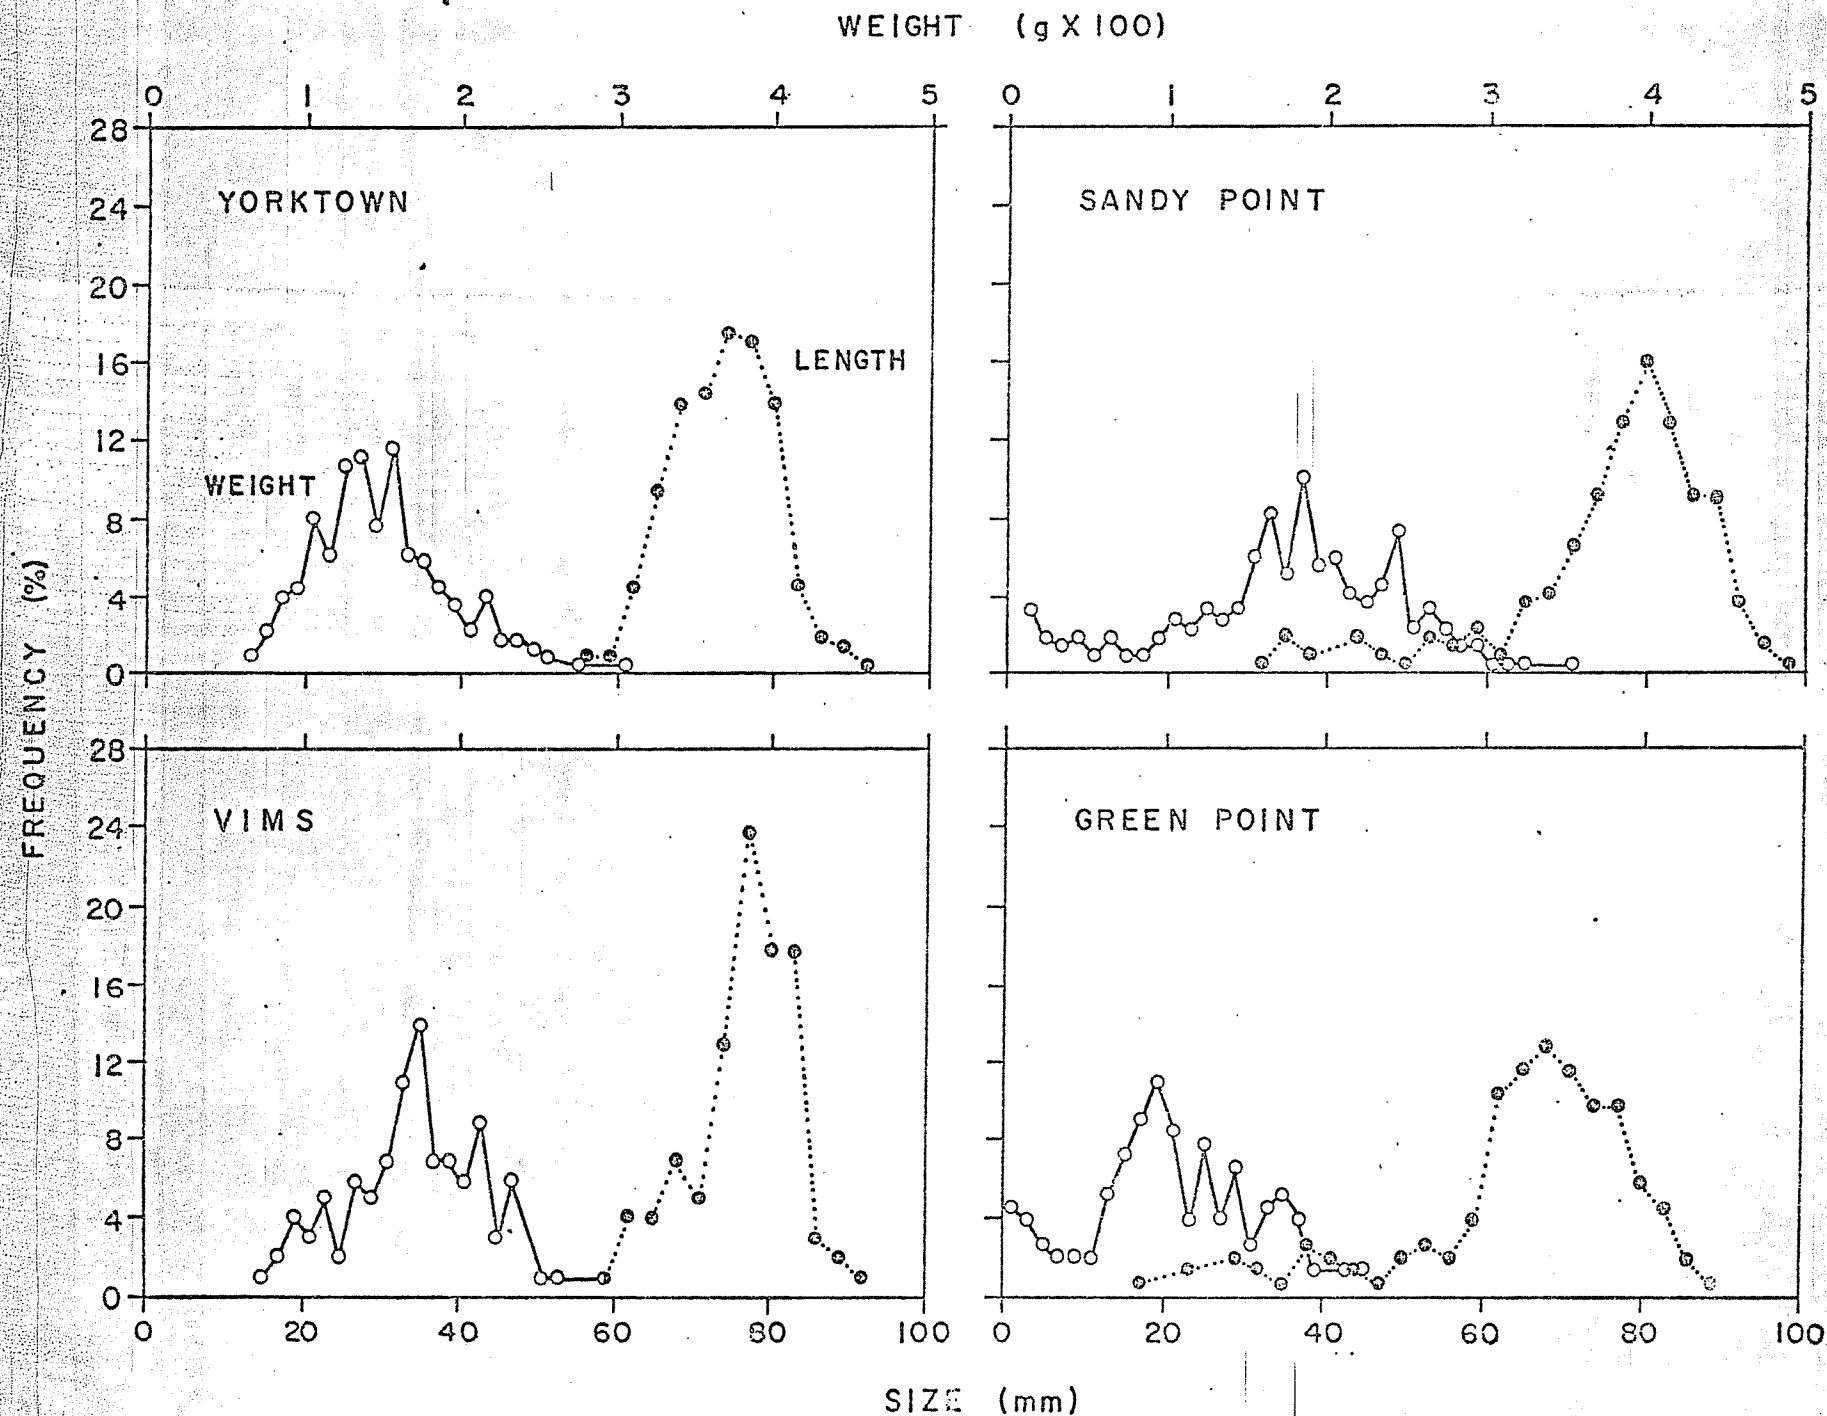 WEIGHT (g X 100)
0 1 2 3 4 5 0 1 2 3 4 5
28
YORKTOWN SANDY POINT
24
20
16
LENGTH
12
WEIGHT
8
4
0
FREQUENCY (%)
28
VIMS GREEN POINT
24
20
16
12
8
4
0
0 20 40 60 80 100 0 20 40 60 80 100
SIZE (mm)